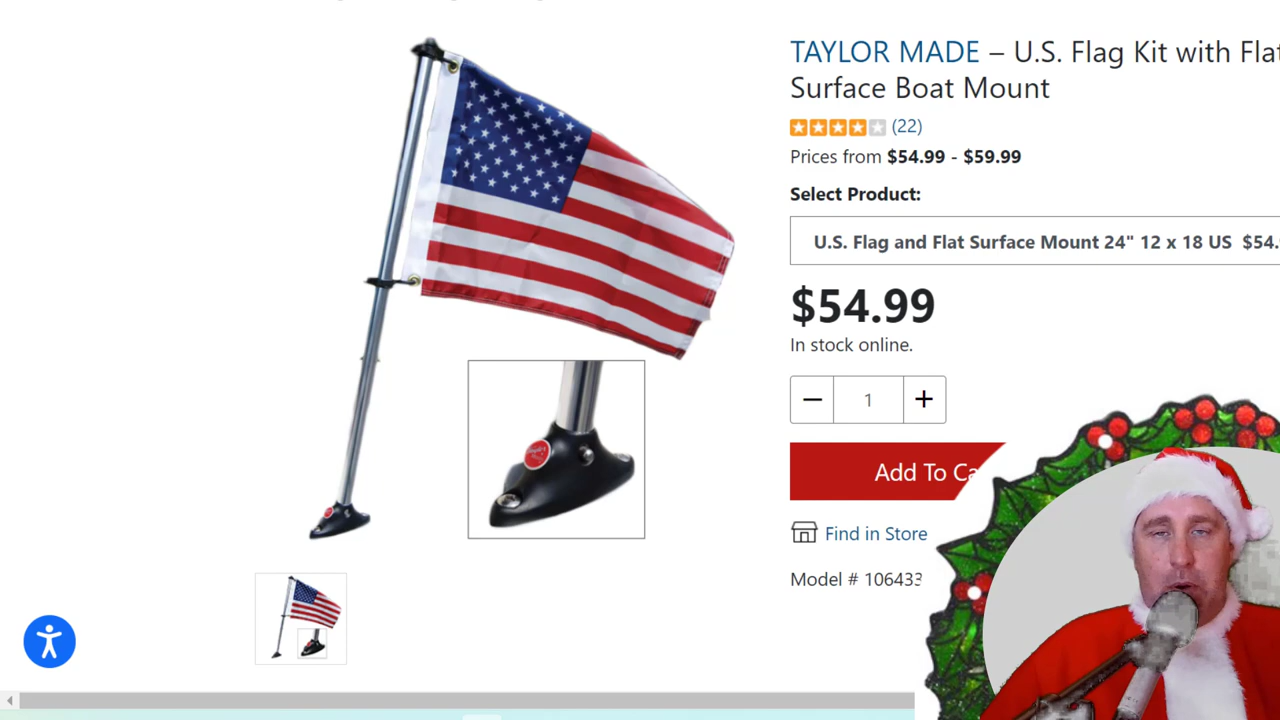 TAYLOR MADE – U.S. Flag Kit with Flat
Surface Boat Mount
(22)
Prices from $54.99 - $59.99
Select Product:
U.S. Flag and Flat Surface Mount 24" 12 x 18 US $54.
$54.99
In stock online.
1
Add To Ca
Find in Store
Model # 106433